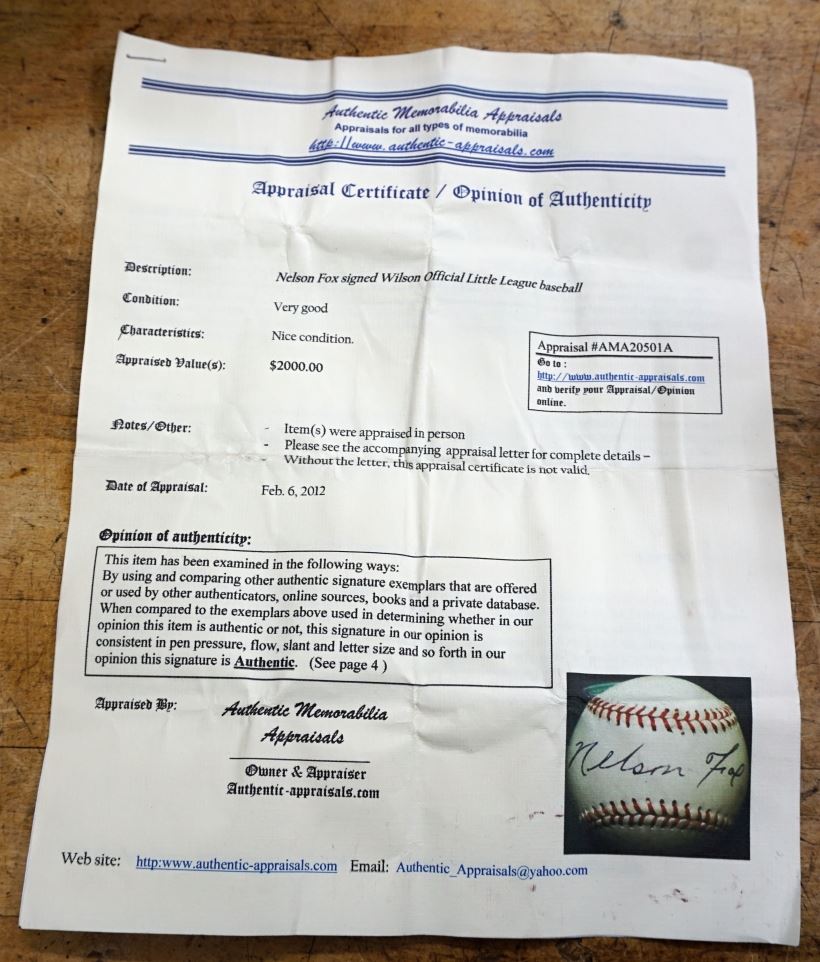 Authentic Memorabilia Appraisals
Appraisals for all types of memorabilia
http://www.authentic-appraisals.com
Appraisal Certificate / Opinion of Authenticity
Description: Nelson Fox signed Wilson Official Little League baseball
Condition: Very good
Characteristics: Nice condition.
Appraised Value(s): $2000.00
Appraisal #AMA20501A
Go to :
http://www.authentic-appraisals.com
and verify your Appraisal/Opinion
online.
Notes/Other: - Item(s) were appraised in person
- Please see the accompanying appraisal letter for complete details –
- Without the letter, this appraisal certificate is not valid.
Date of Appraisal: Feb. 6, 2012
Opinion of authenticity:
This item has been examined in the following ways:
By using and comparing other authentic signature exemplars that are offered
or used by other authenticators, online sources, books and a private database.
When compared to the exemplars above used in determining whether in our
opinion this item is authentic or not, this signature in our opinion is
consistent in pen pressure, flow, slant and letter size and so forth in our
opinion this signature is Authentic. (See page 4 )
Appraised By: Authentic Memorabilia
Appraisals
Owner & Appraiser
Authentic-appraisals.com
Nelson Fox
Web site: http:www.authentic-appraisals.com Email: Authentic_Appraisals@yahoo.com